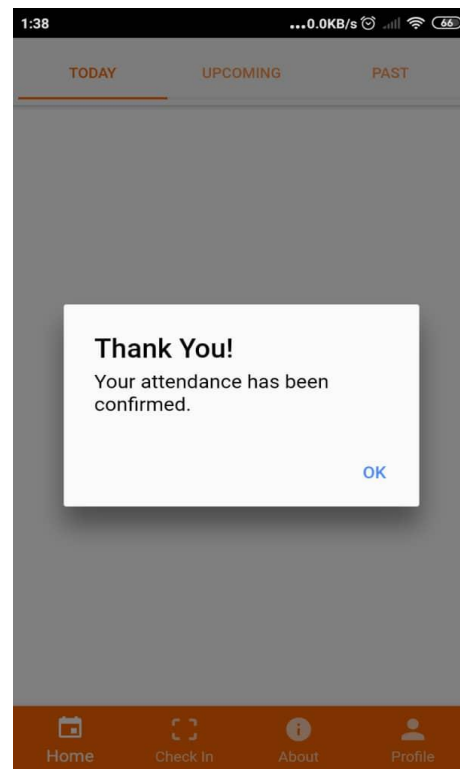 1:38 ...0.0KB/s 66
TODAY UPCOMING PAST
Thank You!
Your attendance has been
confirmed.
OK
Home Check In About Profile